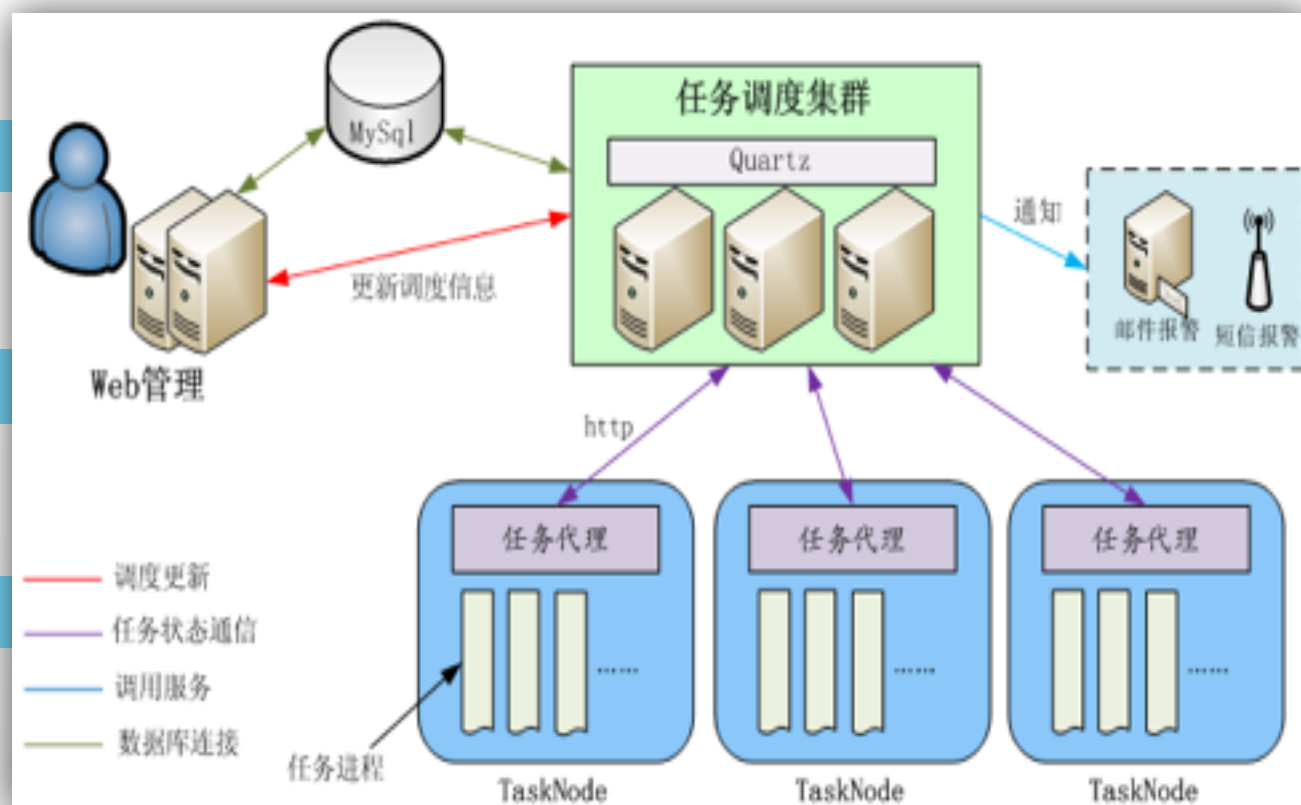 MySql
任务调度集群
Quartz
通知
邮件报警
短信报警
更新调度信息
Web管理
http
任务代理
任务代理
任务代理
调度更新
任务状态通信
调用服务
数据库连接
……
……
……
任务进程
TaskNode
TaskNode
TaskNode